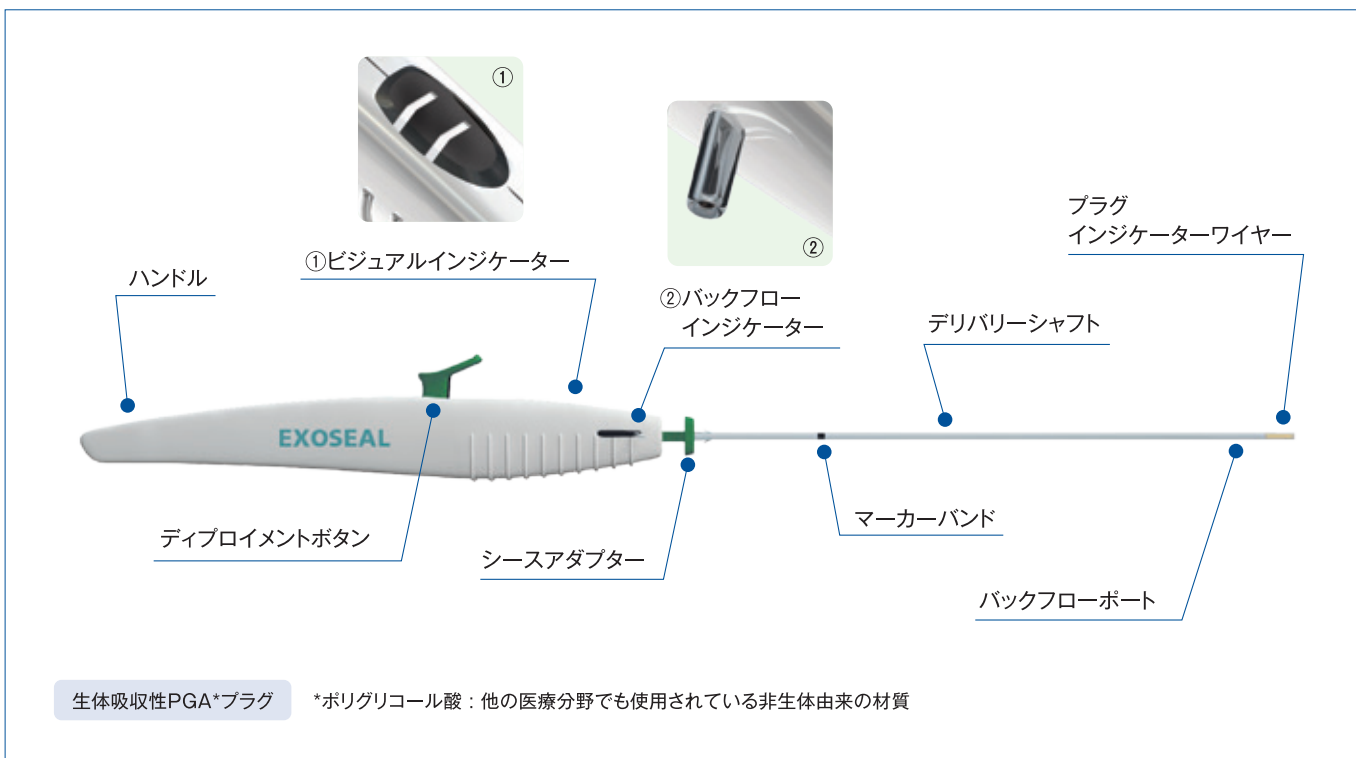 ①
②
プラグ
インジケーターワイヤー
ハンドル
①ビジュアルインジケーター
②バックフロー
インジケーター
デリバリーシャフト
EXOSEAL
ディプロイメントボタン
シースアダプター
マーカーバンド
バックフローポート
生体吸収性PGA*プラグ
*ポリグリコール酸：他の医療分野でも使用されている非生体由来の材質